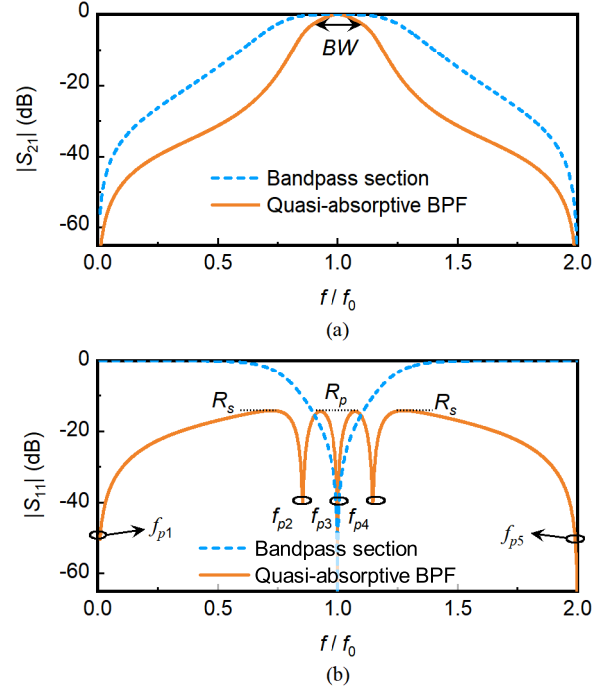 0
-20
-40
-60
|S21| (dB)
BW
Bandpass section
Quasi-absorptive BPF
0.0 0.5 1.0 1.5 2.0
f / f0
(a)
0
-20
-40
-60
|S11| (dB)
Rs Rp Rs
fp2 fp3 fp4
fp1 fp5
Bandpass section
Quasi-absorptive BPF
0.0 0.5 1.0 1.5 2.0
f / f0
(b)